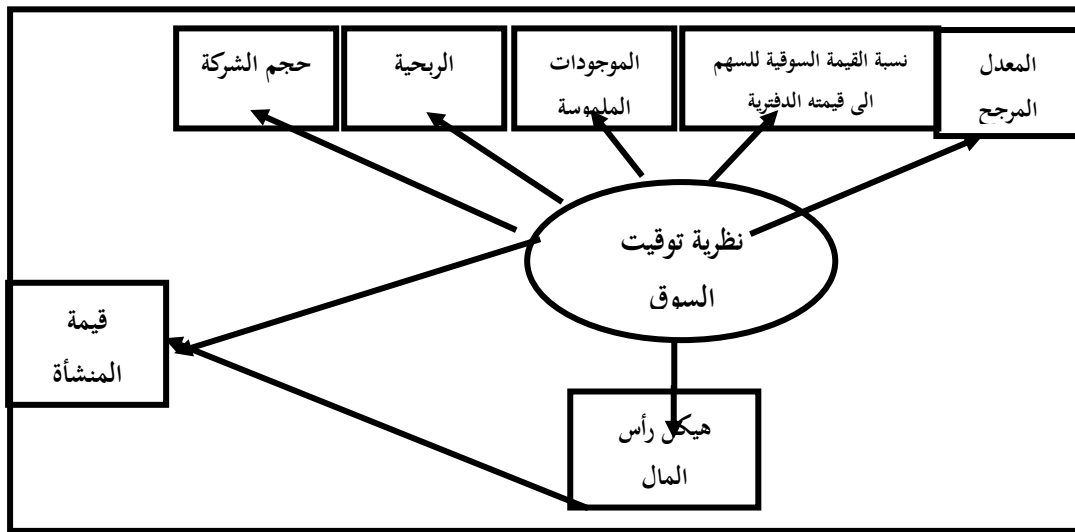 المعدل
المرجح
نسبة القيمة السوقية للسهم
الى قيمته الدفترية
الموجودات
الملموسة
الربحية
حجم الشركة
نظرية توقيت
السوق
قيمة
المنشأة
هيكل رأس
المال